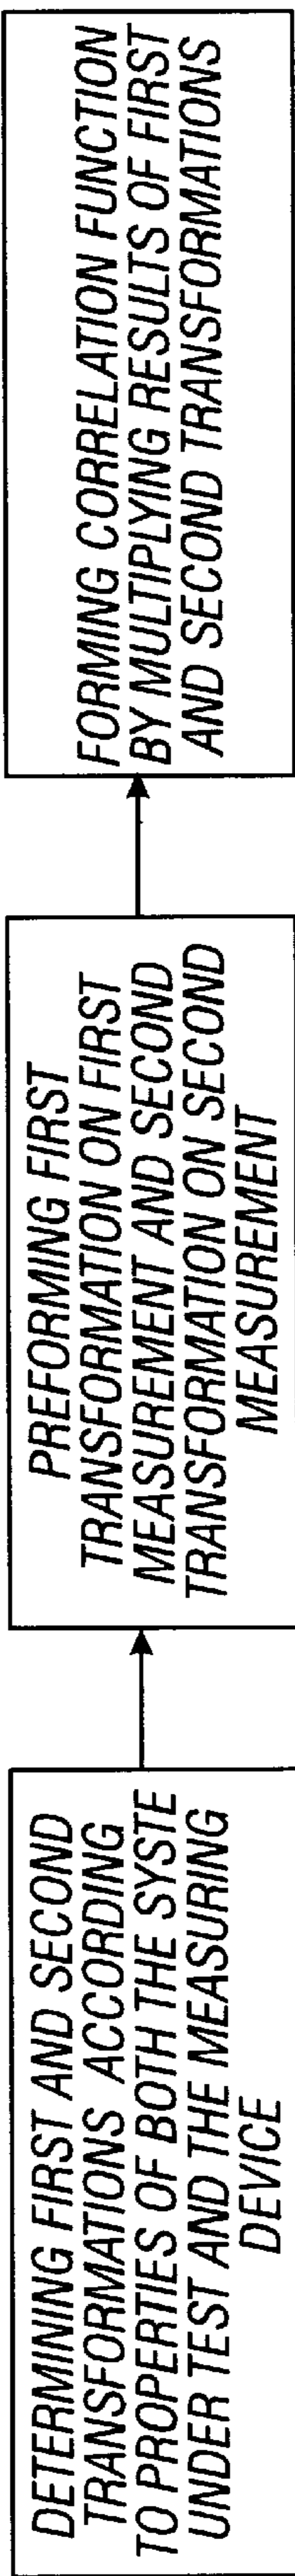 DETERMINING FIRST AND SECOND
TRANSFORMATIONS ACCORDING
TO PROPERTIES OF BOTH THE SYSTE
UNDER TEST AND THE MEASURING
DEVICE
PREFORMING FIRST
TRANSFORMATION ON FIRST
MEASUREMENT AND SECOND
TRANSFORMATION ON SECOND
MEASUREMENT
FORMING CORRELATION FUNCTION
BY MULTIPLYING RESULTS OF FIRST
AND SECOND TRANSFORMATIONS